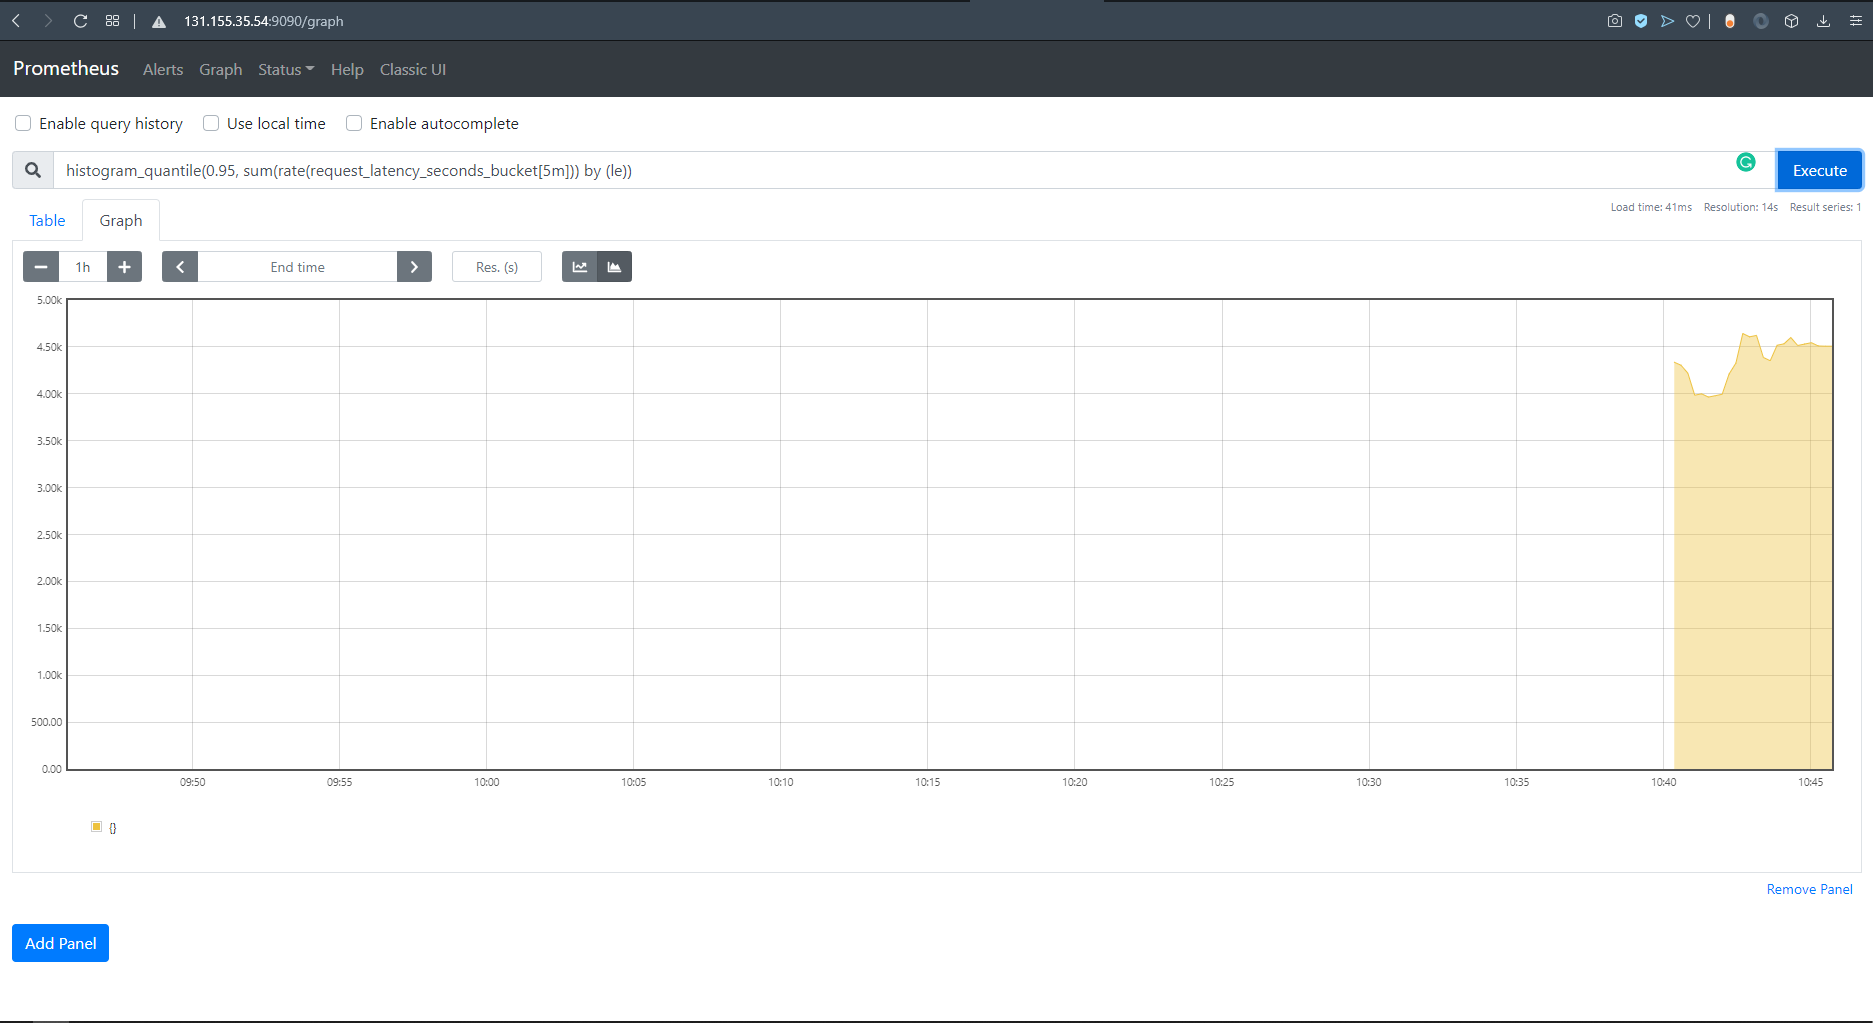 131.155.35.54:9090/graph
Prometheus Alerts Graph Status Help Classic UI
Enable query history Use local time Enable autocomplete
histogram_quantile(0.95, sum(rate(request_latency_seconds_bucket[5m])) by (le))
Execute
Load time: 41ms Resolution: 14s Result series: 1
Table Graph
1h End time Res. (s)
5.00k
4.50k
4.00k
3.50k
3.00k
2.50k
2.00k
1.50k
1.00k
500.00
0.00
09:50 09:55 10:00 10:05 10:10 10:15 10:20 10:25 10:30 10:35 10:40 10:45
{}
Remove Panel
Add Panel